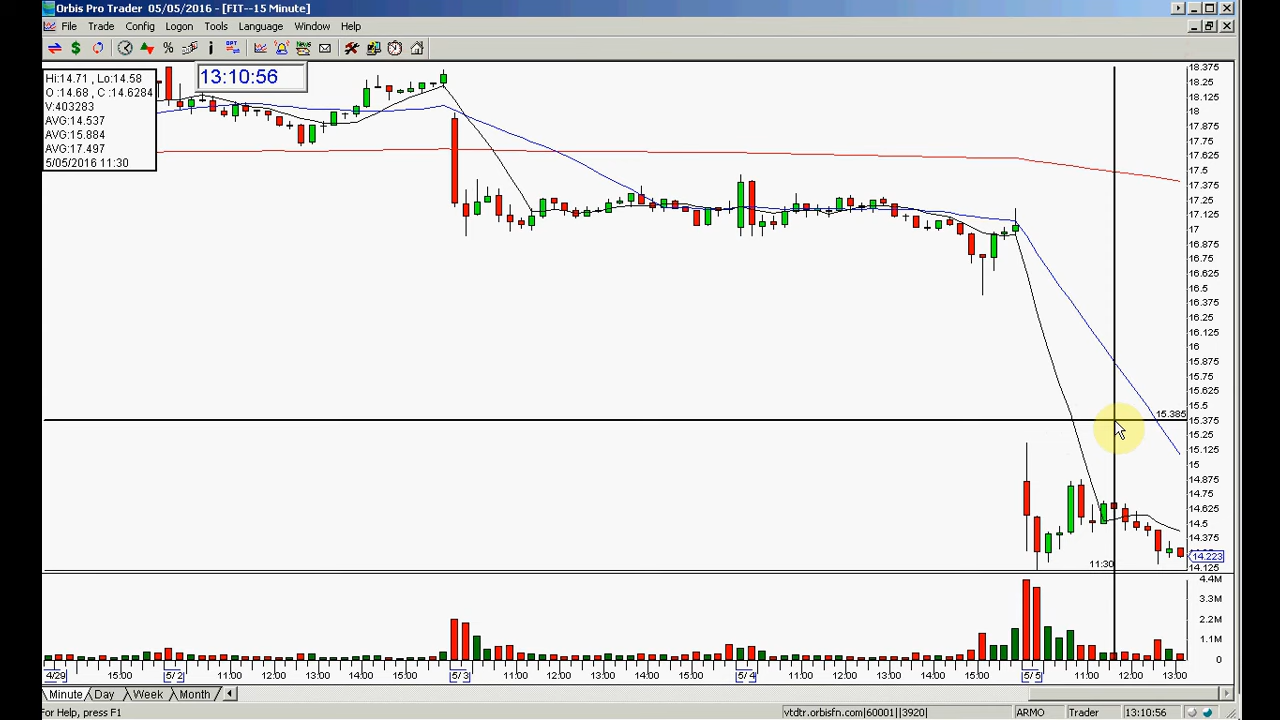 Orbis Pro Trader 05/05/2016 - [FIT--15 Minute]
File Trade Config Logon Tools Language Window Help
Hi:14.71 , Lo:14.58
O :14.68 , C :14.6284
V:403283
AVG:14.537
AVG:15.884
AVG:17.497
5/05/2016 11:30
13:10:56
18.375
18.25
18.125
18
17.875
17.75
17.625
17.5
17.375
17.25
17.125
17
16.875
16.75
16.625
16.5
16.375
16.25
16.125
16
15.875
15.75
15.625
15.5
15.385
15.375
15.25
15.125
15
14.875
14.75
14.625
14.5
14.375
14.223
11:30
14.125
4.4M
3.3M
2.2M
1.1M
0
4/29 15:00 5/ 2 11:00 12:00 13:00 14:00 15:00 5/ 3 11:00 12:00 13:00 14:00 15:00 5/ 4 11:00 12:00 13:00 14:00 15:00 5/ 5 11:00 12:00 13:00
Minute Day Week Month
For Help, press F1
vtdtr.orbisfn.com|60001||3920| ARMO Trader 13:10:56